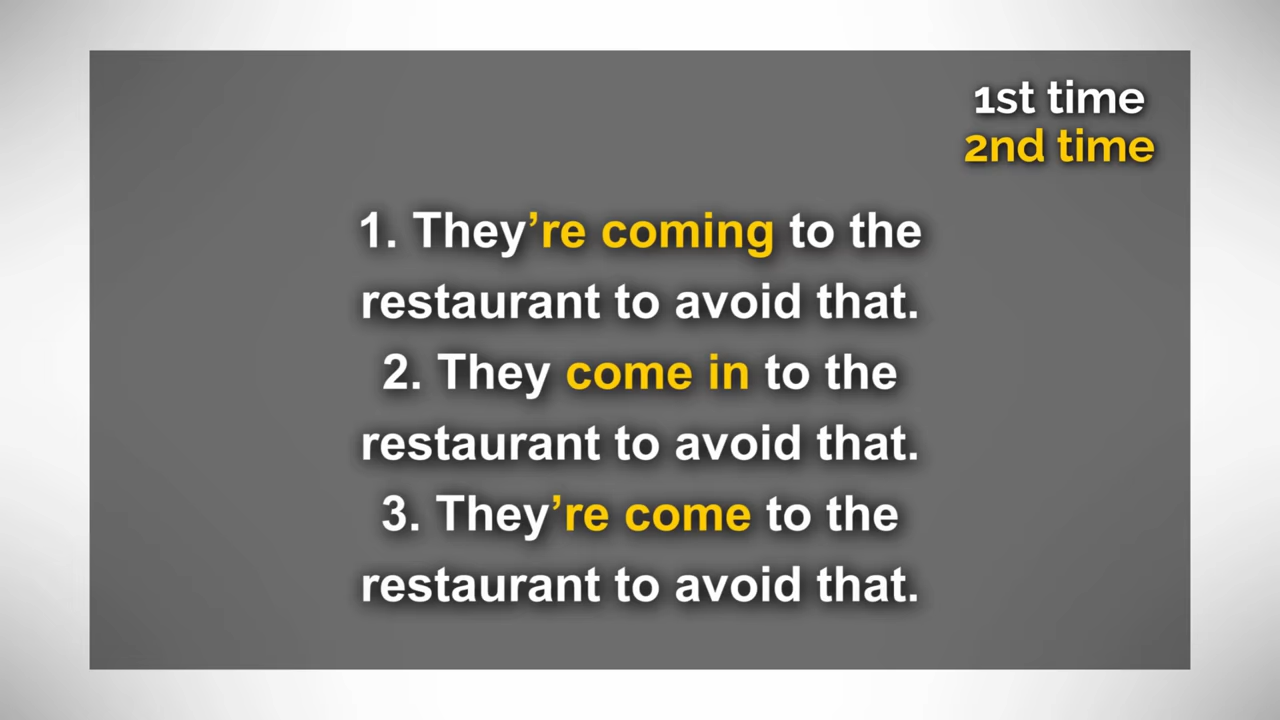 1st time
2nd time
1. They’re coming to the
restaurant to avoid that.
2. They come in to the
restaurant to avoid that.
3. They’re come to the
restaurant to avoid that.